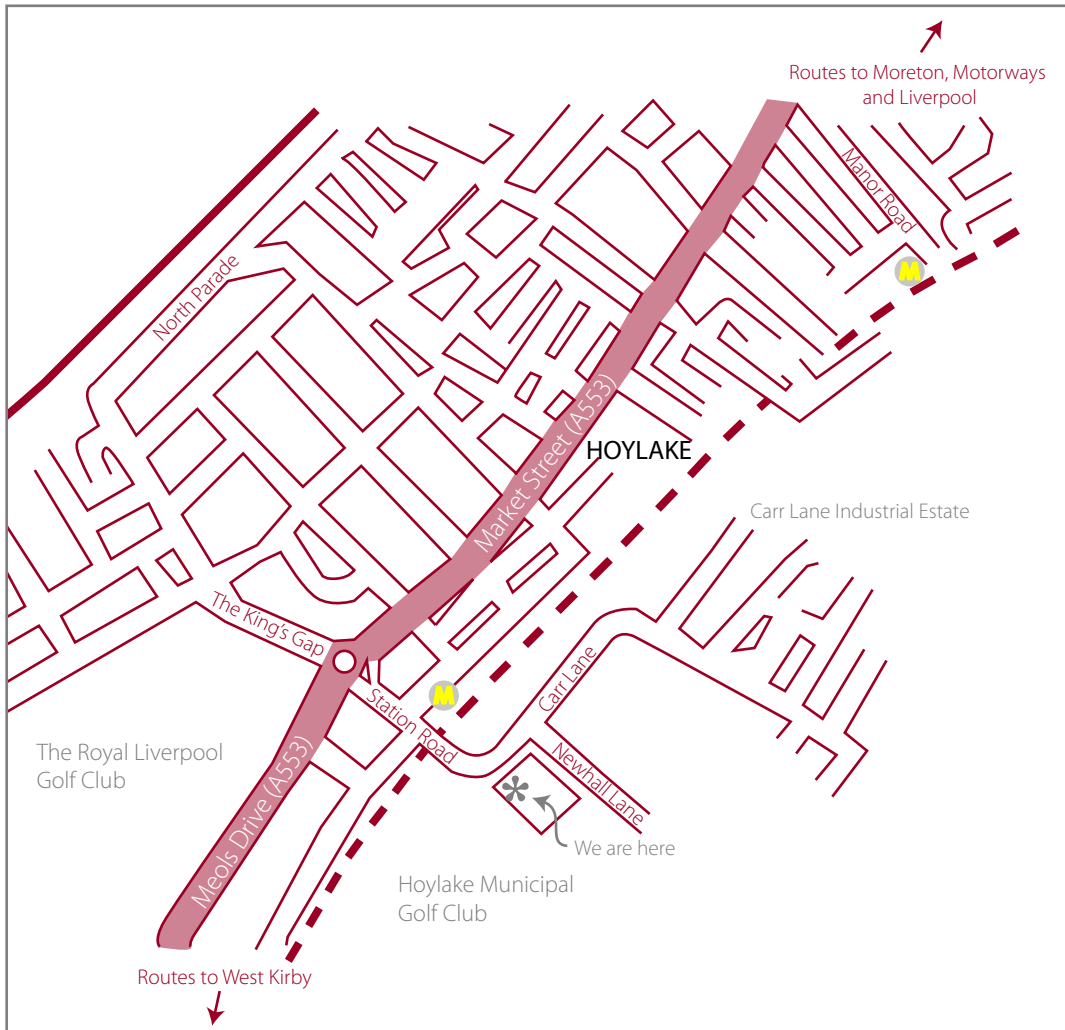 Routes to Moreton, Motorways
and Liverpool
Manor Road
M
North Parade
Market Street (A553)
HOYLAKE
Carr Lane Industrial Estate
The King's Gap
Station Road
M
Carr Lane
Newhall Lane
The Royal Liverpool
Golf Club
Meols Drive (A553)
We are here
Hoylake Municipal
Golf Club
Routes to West Kirby